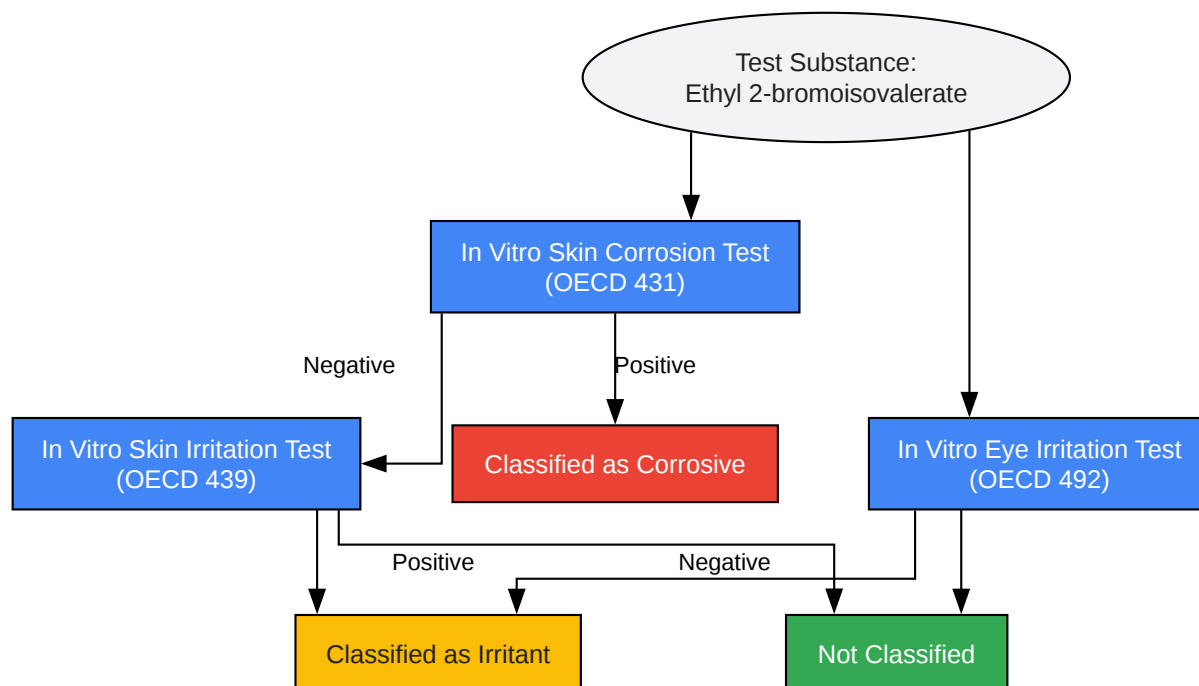 Test Substance:
Ethyl 2-bromoisovalerate
In Vitro Skin Corrosion Test
(OECD 431)
Negative
Positive
In Vitro Skin Irritation Test
(OECD 439)
Classified as Corrosive
In Vitro Eye Irritation Test
(OECD 492)
Positive
Negative
Classified as Irritant
Not Classified